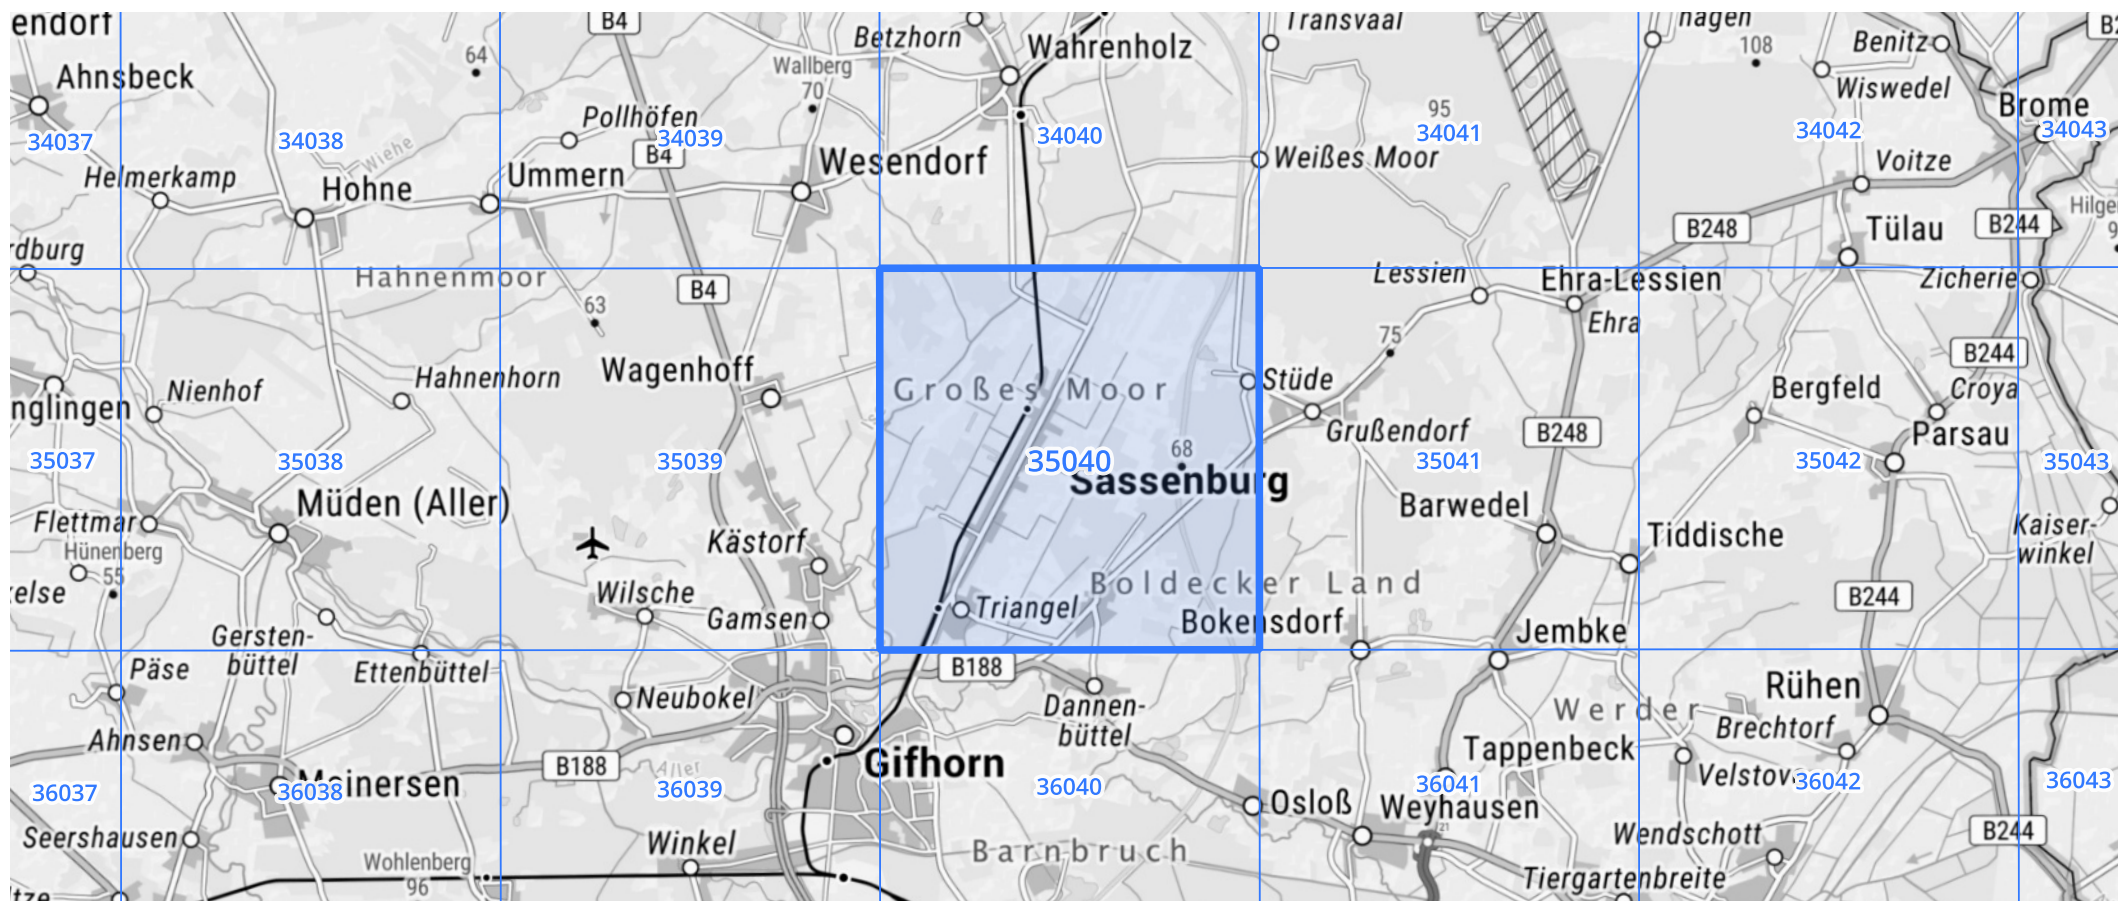 endorf
B4
Betzhorn
Wahrenholz
Transvaal
hagen
108
Benitz
Ahnsbeck
64
Wallberg
70
95
Wiswedel
Brome
34037
34038
Wiehe
Pollhöfen
34039
B4
34040
34041
34042
34043
Helmerkamp
Hohne
Ummern
Wesendorf
Weißes Moor
Voitze
B248
Tülau
B244
Hilge
9
rdburg
Hahnenmoor
B4
63
Lessien
Ehra-Lessien
Ehra
Zicherie
75
B244
Wagenhoff
Großes Moor
Stüde
Nienhof
Hahnenhorn
Bergfeld
Croya
nglingen
Grußendorf
B248
Parsau
35037
35038
35039
35040
68
Sassenburg
35041
35042
35043
Müden (Aller)
Barwedel
Flettmar
Hünenberg
55
Kästorf
Tiddische
Kaiser-
winkel
kelse
Wilsche
Gamsen
Triangel
Boldecker Land
Bokensdorf
B244
Gersten-
büttel
Jembke
Päse
Ettenbüttel
B188
Neubokel
Dannen-
büttel
Werder
Rühen
Brechtorf
Ahnsen
B188
Aller
Gifhorn
Tappenbeck
Velstove
36037
36038
Meinersen
36039
36040
36041
36042
36043
Osloß
Weyhausen
21
Seershausen
Winkel
Barnbruch
Wendschott
B244
Wohlenberg
96
Tiergartenbreite
ltze